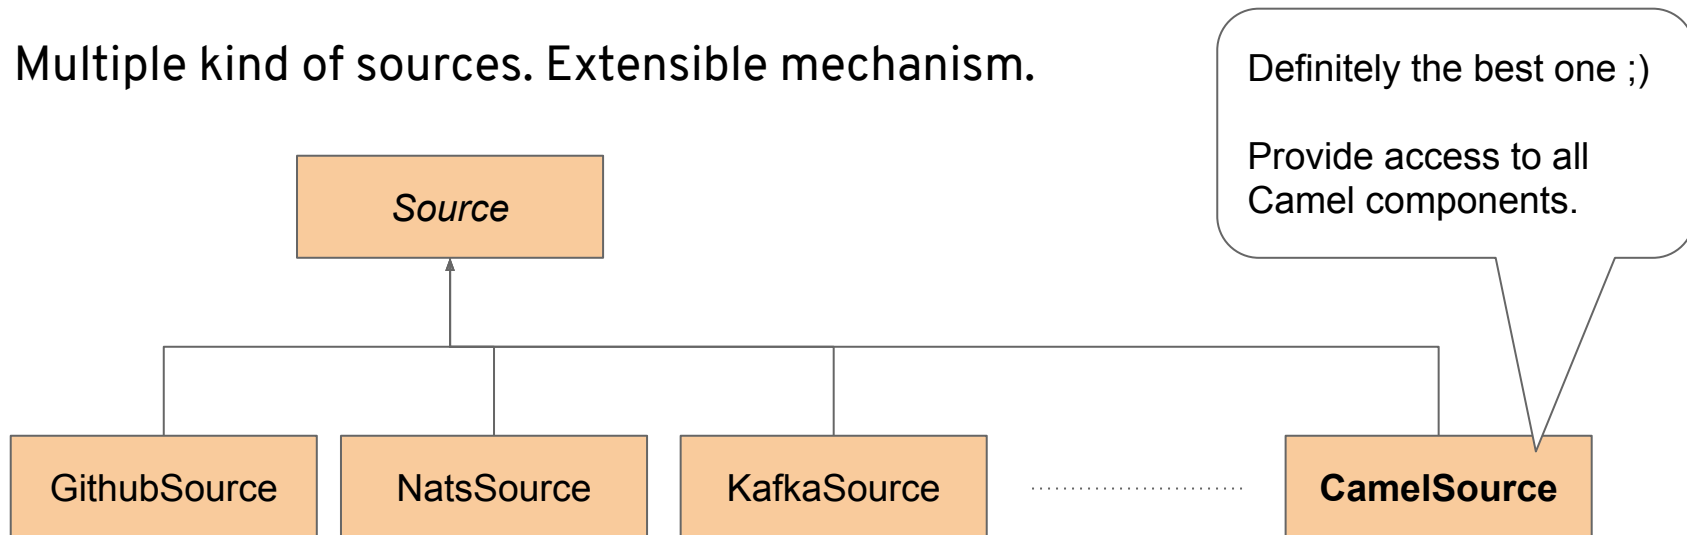 Multiple kind of sources. Extensible mechanism.
Definitely the best one ;)
Provide access to all
Camel components.
Source
GithubSource
NatsSource
KafkaSource
CamelSource